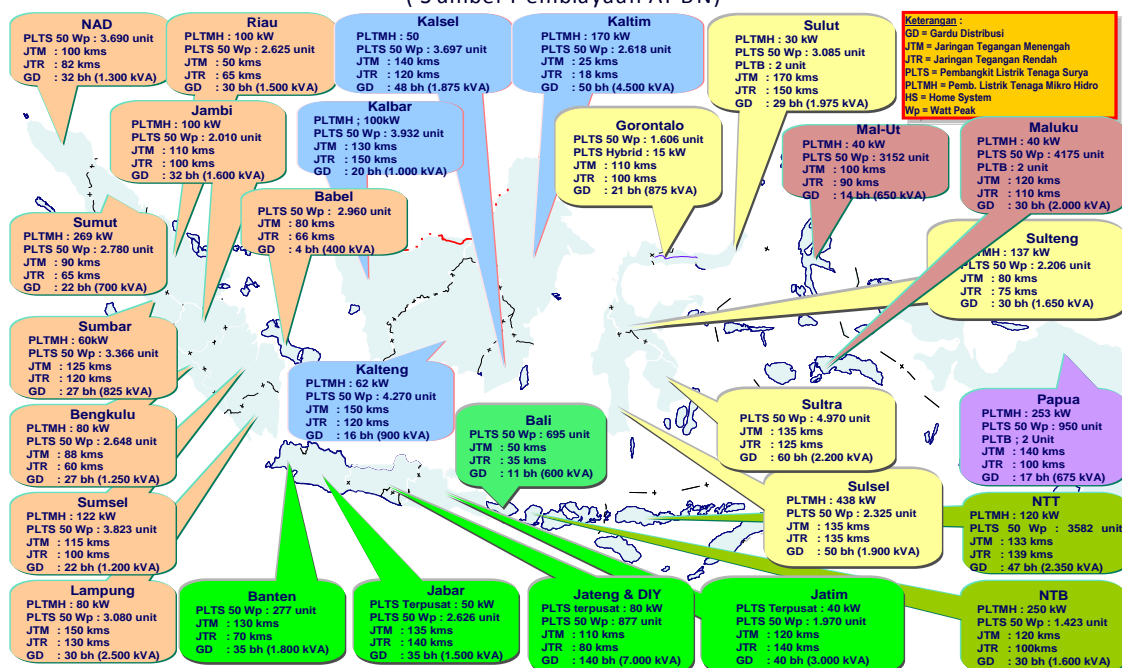 ( Sumber Pembiayaan APBN)
NAD
PLTS 50 Wp : 3.690 unit
JTM : 100 kms
JTR : 82 kms
GD : 32 bh (1.300 kVA)
Riau
PLTMH : 100 kW
PLTS 50 Wp : 2.625 unit
JTM : 50 kms
JTR : 65 kms
GD : 30 bh (1.500 kVA)
Kalsel
PLTMH : 50
PLTS 50 Wp : 3.697 unit
JTM : 140 kms
JTR : 120 kms
GD : 48 bh (1.875 kVA)
Kaltim
PLTMH : 170 kW
PLTS 50 Wp : 2.618 unit
JTM : 25 kms
JTR : 18 kms
GD : 50 bh (4.500 kVA)
Sulut
PLTMH : 30 kW
PLTS 50 Wp : 3.085 unit
PLTB : 2 unit
JTM : 170 kms
JTR : 150 kms
GD : 29 bh (1.975 kVA)
Keterangan :
GD = Gardu Distribusi
JTM = Jaringan Tegangan Menengah
JTR = Jaringan Tegangan Rendah
PLTS = Pembangkit Listrik Tenaga Surya
PLTMH = Pemb. Listrik Tenaga Mikro Hidro
HS = Home System
Wp = Watt Peak
Jambi
PLTMH : 100 kW
PLTS 50 Wp : 2.010 unit
JTM : 110 kms
JTR : 100 kms
GD : 32 bh (1.600 kVA)
Kalbar
PLTMH ; 100kW
PLTS 50 Wp : 3.932 unit
JTM : 130 kms
JTR : 150 kms
GD : 20 bh (1.000 kVA)
Gorontalo
PLTS 50 Wp : 1.606 unit
PLTS Hybrid : 15 kW
JTM : 110 kms
JTR : 100 kms
GD : 21 bh (875 kVA)
Mal-Ut
PLTMH : 40 kW
PLTS 50 Wp : 3152 unit
JTM : 100 kms
JTR : 90 kms
GD : 14 bh (650 kVA)
Maluku
PLTMH : 40 kW
PLTS 50 Wp : 4175 unit
PLTB : 2 unit
JTM : 120 kms
JTR : 110 kms
GD : 30 bh (2.000 kVA)
Babel
PLTS 50 Wp : 2.960 unit
JTM : 80 kms
JTR : 66 kms
GD : 4 bh (400 kVA)
Sumut
PLTMH : 269 kW
PLTS 50 Wp : 2.780 unit
JTM : 90 kms
JTR : 65 kms
GD : 22 bh (700 kVA)
Sulteng
PLTMH : 137 kW
PLTS 50 Wp : 2.206 unit
JTM : 80 kms
JTR : 75 kms
GD : 30 bh (1.650 kVA)
Sumbar
PLTMH : 60kW
PLTS 50 Wp : 3.366 unit
JTM : 125 kms
JTR : 120 kms
GD : 27 bh (825 kVA)
Kalteng
PLTMH : 62 kW
PLTS 50 Wp : 4.270 unit
JTM : 150 kms
JTR : 120 kms
GD : 16 bh (900 kVA)
Bengkulu
PLTMH : 80 kW
PLTS 50 Wp : 2.648 unit
JTM : 88 kms
JTR : 60 kms
GD : 27 bh (1.250 kVA)
Bali
PLTS 50 Wp : 695 unit
JTM : 50 kms
JTR : 35 kms
GD : 11 bh (600 kVA)
Sultra
PLTS 50 Wp : 4.970 unit
JTM : 135 kms
JTR : 125 kms
GD : 60 bh (2.200 kVA)
Papua
PLTMH : 253 kW
PLTS 50 Wp : 950 unit
PLTB ; 2 Unit
JTM : 140 kms
JTR : 100 kms
GD : 17 bh (675 kVA)
Sumsel
PLTMH : 122 kW
PLTS 50 Wp : 3.823 unit
JTM : 115 kms
JTR : 100 kms
GD : 22 bh (1.200 kVA)
Sulsel
PLTMH : 438 kW
PLTS 50 Wp : 2.325 unit
JTM : 135 kms
JTR : 135 kms
GD : 50 bh (1.900 kVA)
NTT
PLTMH : 120 kW
PLTS 50 Wp : 3582 unit
JTM : 133 kms
JTR : 139 kms
GD : 47 bh (2.350 kVA)
Lampung
PLTMH : 80 kW
PLTS 50 Wp : 3.080 unit
JTM : 150 kms
JTR : 130 kms
GD : 30 bh (2.500 kVA)
Banten
PLTS 50 Wp : 277 unit
JTM : 130 kms
JTR : 70 kms
GD : 35 bh (1.800 kVA)
Jabar
PLTS Terpusat : 50 kW
PLTS 50 Wp : 2.626 unit
JTM : 135 kms
JTR : 140 kms
GD : 35 bh (1.500 kVA)
Jateng & DIY
PLTS terpusat : 80 kW
PLTS 50 Wp : 877 unit
JTM : 110 kms
JTR : 80 kms
GD : 140 bh (7.000 kVA)
Jatim
PLTS Terpusat : 40 kW
PLTS 50 Wp : 1.970 unit
JTM : 120 kms
JTR : 140 kms
GD : 40 bh (3.000 kVA)
NTB
PLTMH : 250 kW
PLTS 50 Wp : 1.423 unit
JTM : 120 kms
JTR : 100kms
GD : 30 bh (1.600 kVA)